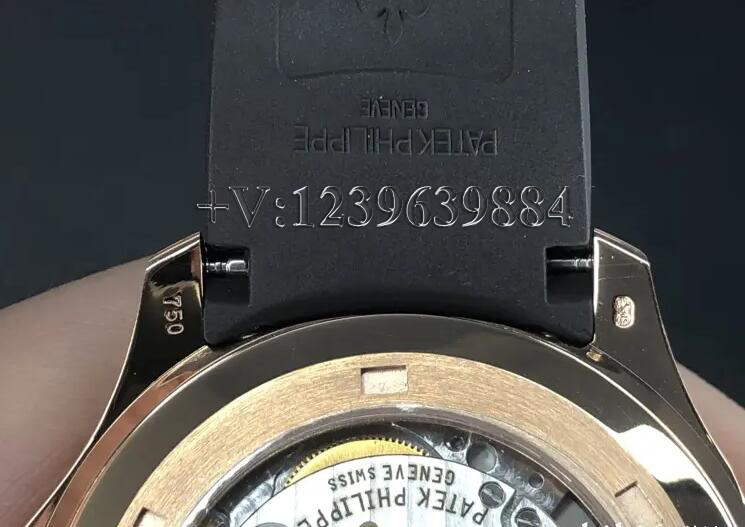 GENEVE
PATEK PHILIPPE
+V:1239639884
750
PATEK PHILIPPE
GENEVE SWISS